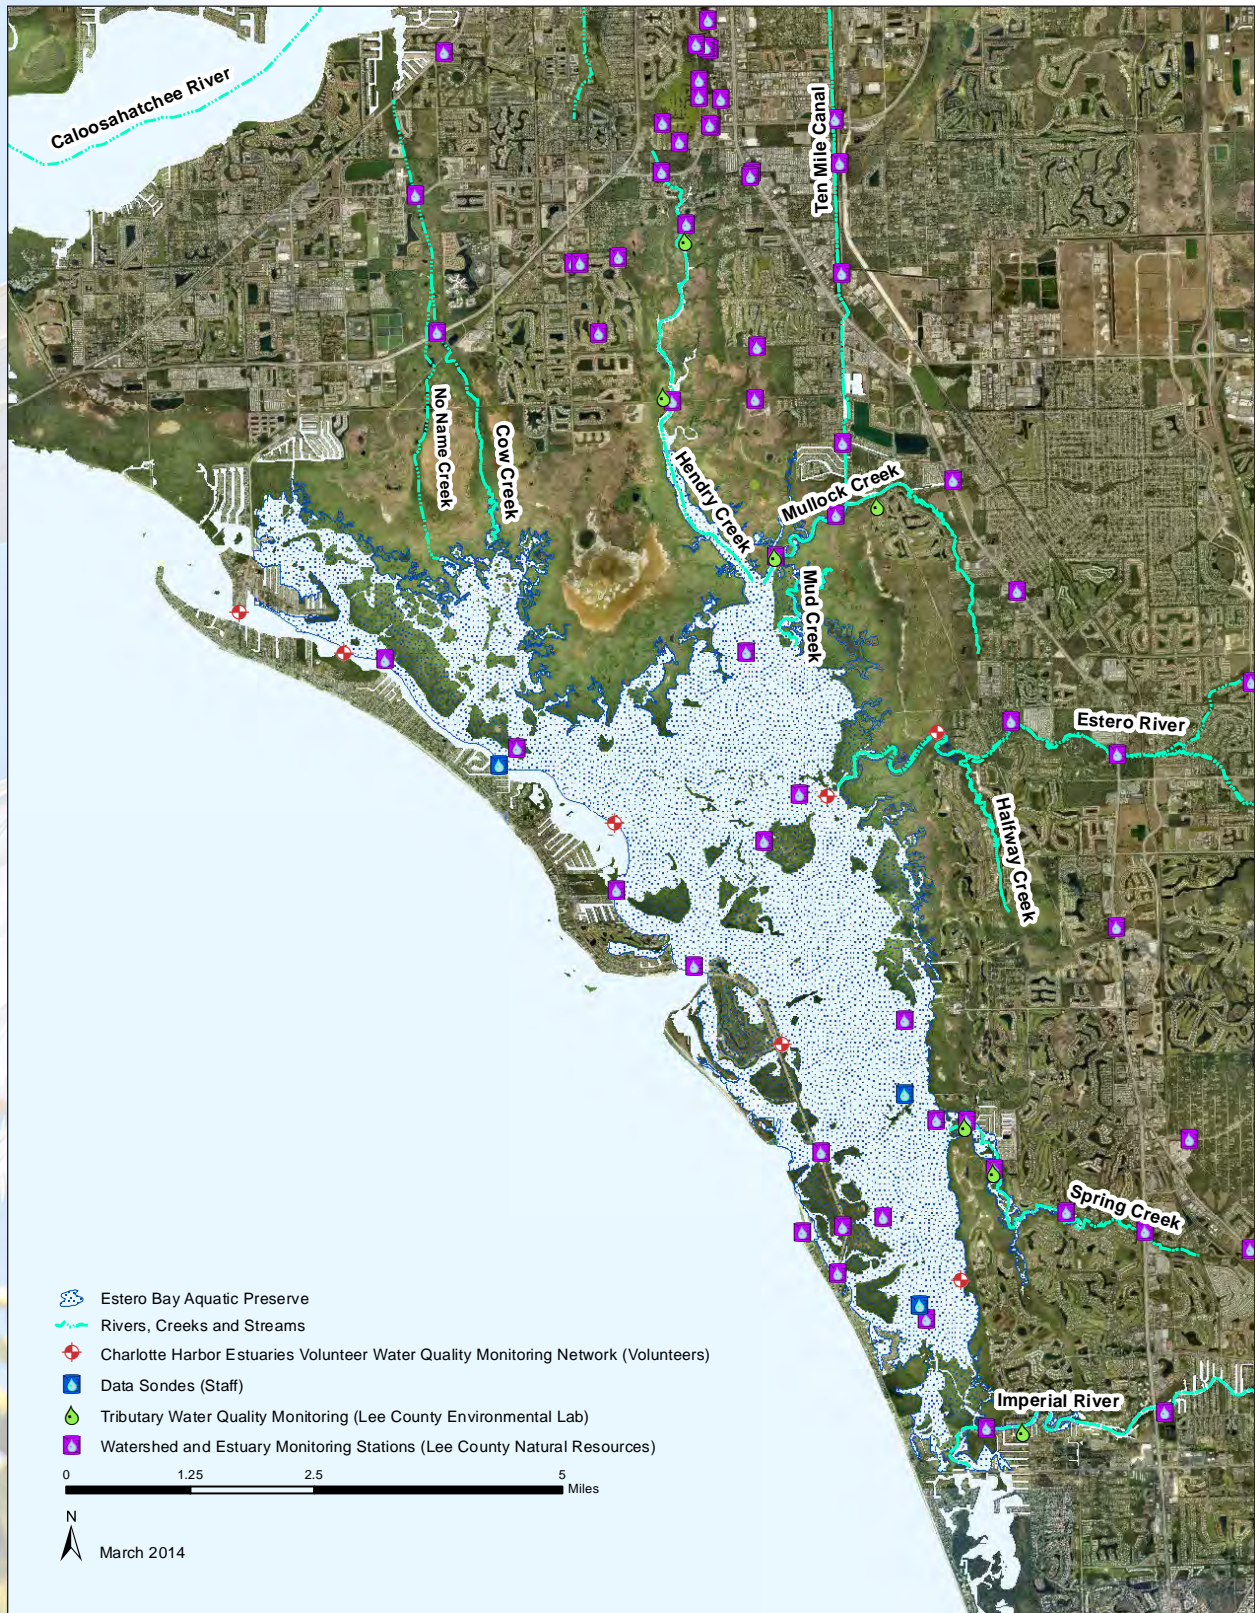 Caloosahatchee River
Ten Mile Canal
No Name Creek
Cow Creek
Hendry Creek
Mullock Creek
Mud Creek
Estero River
Halfway Creek
Spring Creek
Imperial River
Estero Bay Aquatic Preserve
Rivers, Creeks and Streams
Charlotte Harbor Estuaries Volunteer Water Quality Monitoring Network (Volunteers)
Data Sondes (Staff)
Tributary Water Quality Monitoring (Lee County Environmental Lab)
Watershed and Estuary Monitoring Stations (Lee County Natural Resources)
0 1.25 2.5 5
Miles
N
March 2014